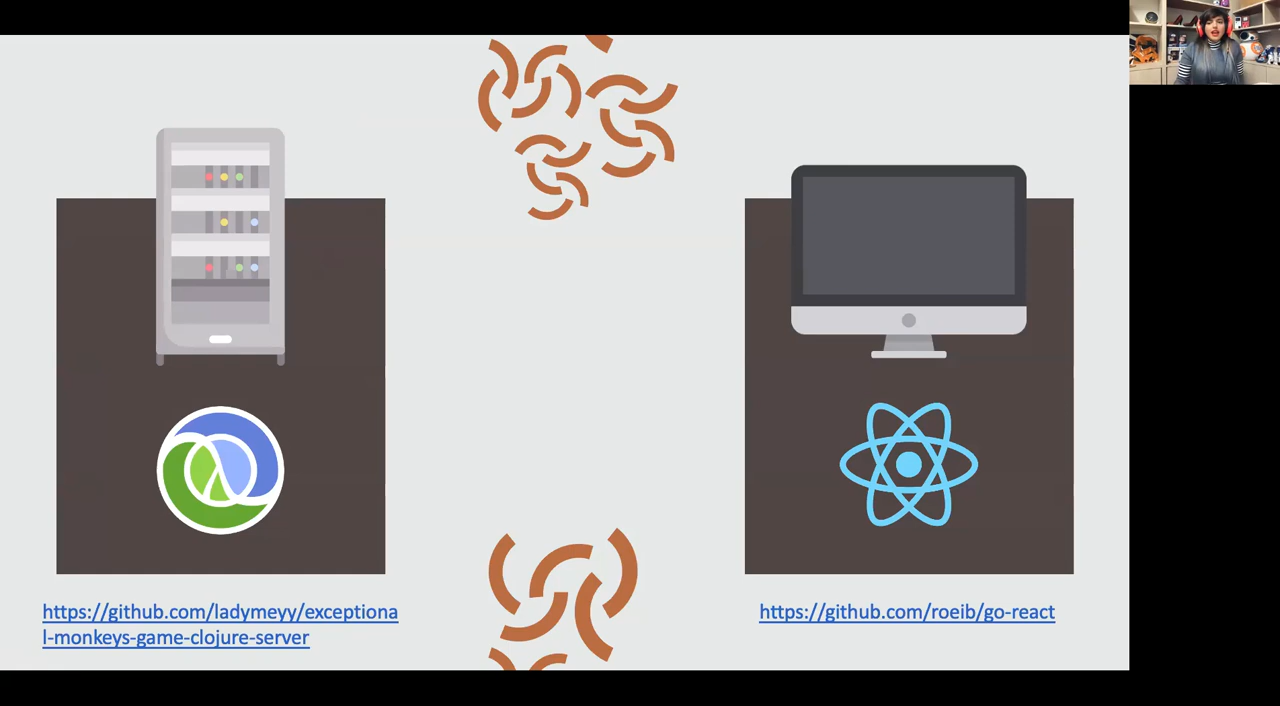 https://github.com/ladymeyy/exceptiona
l-monkeys-game-clojure-server
https://github.com/roeib/go-react